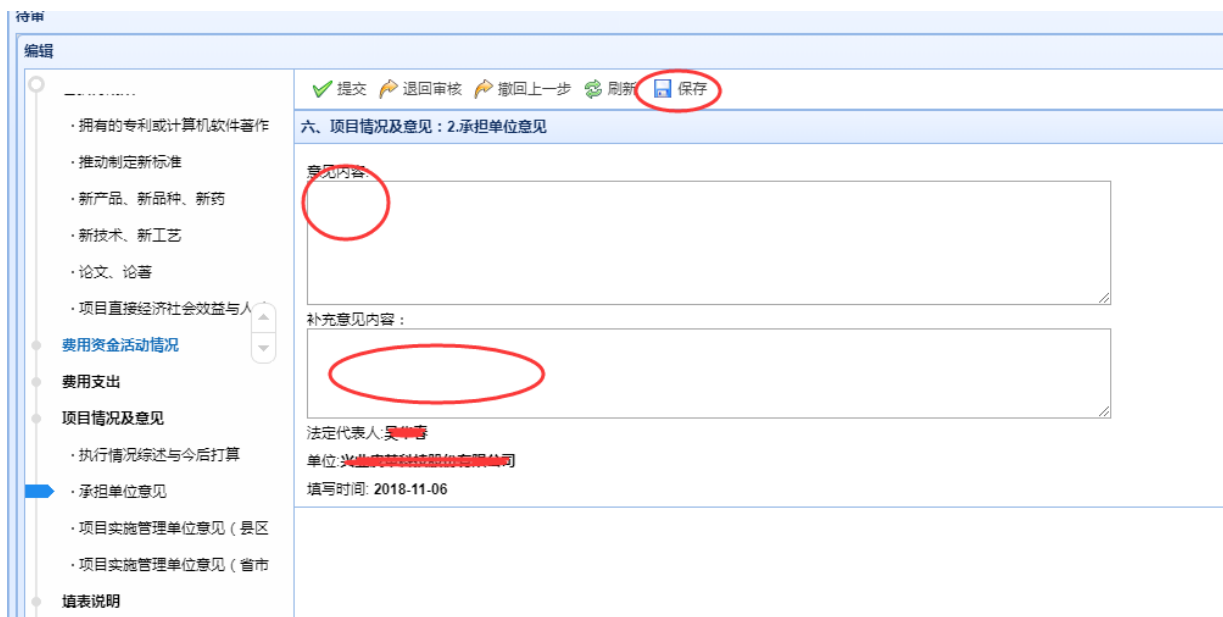 待审
编辑
提交 退回审核 撤回上一步 刷新 保存
·拥有的专利或计算机软件著作
六、项目情况及意见：2.承担单位意见
·推动制定新标准
意见内容:
·新产品、新品种、新药
·新技术、新工艺
·论文、论著
·项目直接经济社会效益与人
补充意见内容：
费用资金活动情况
费用支出
项目情况及意见
法定代表人:
·执行情况综述与今后打算
单位:
·承担单位意见
填写时间: 2018-11-06
·项目实施管理单位意见（县区
·项目实施管理单位意见（省市
填表说明